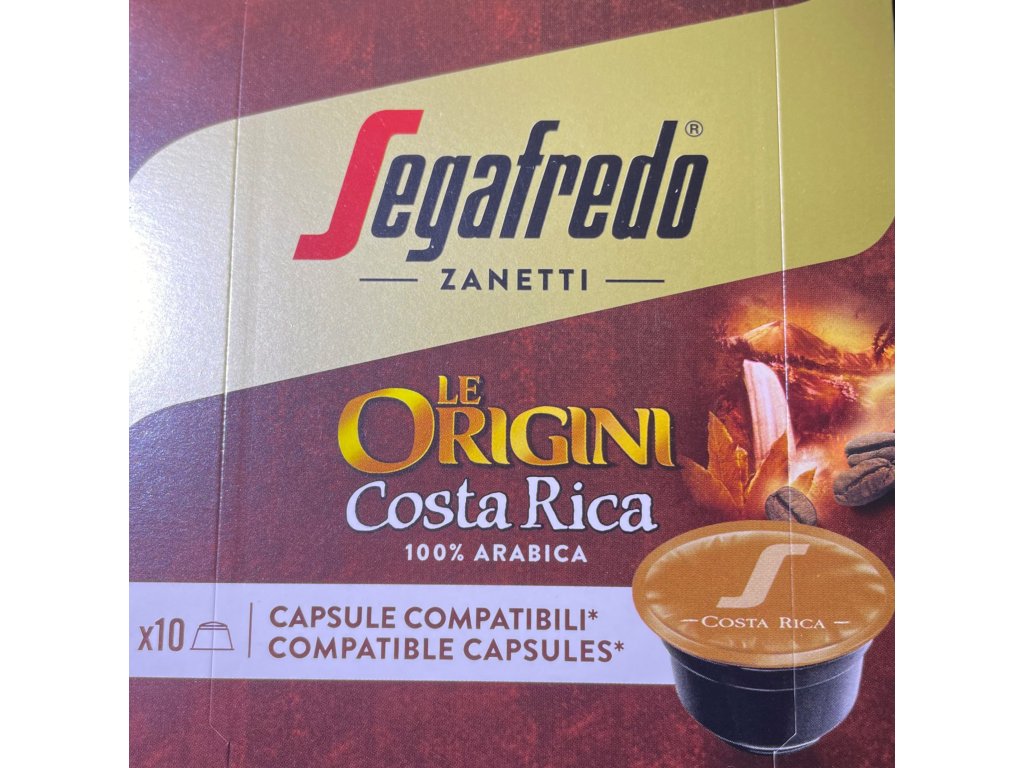 Segafredo®
ZANETTI
LE
ORIGINI
Costa Rica
100% ARABICA
x10
CAPSULE COMPATIBILI*
COMPATIBLE CAPSULES*
COSTA RICA